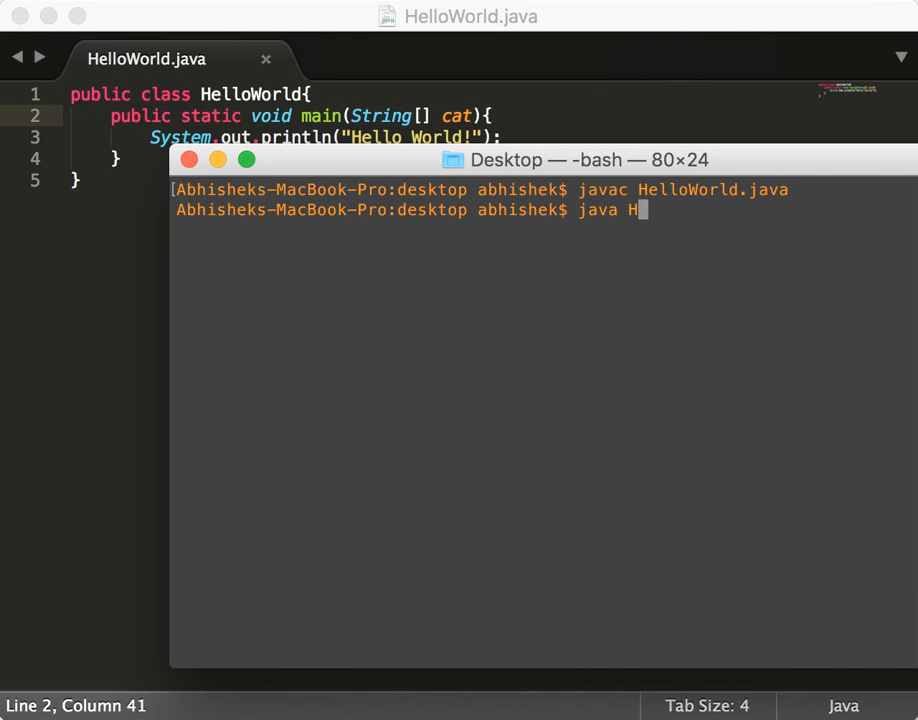 HelloWorld.java
HelloWorld.java
1 public class HelloWorld{
2 public static void main(String[] cat){
3 System.out.println("Hello World!");
4 }
5 }
Desktop — -bash — 80×24
[Abhisheks-MacBook-Pro:desktop abhishek$ javac HelloWorld.java
Abhisheks-MacBook-Pro:desktop abhishek$ java H
Line 2, Column 41
Tab Size: 4
Java